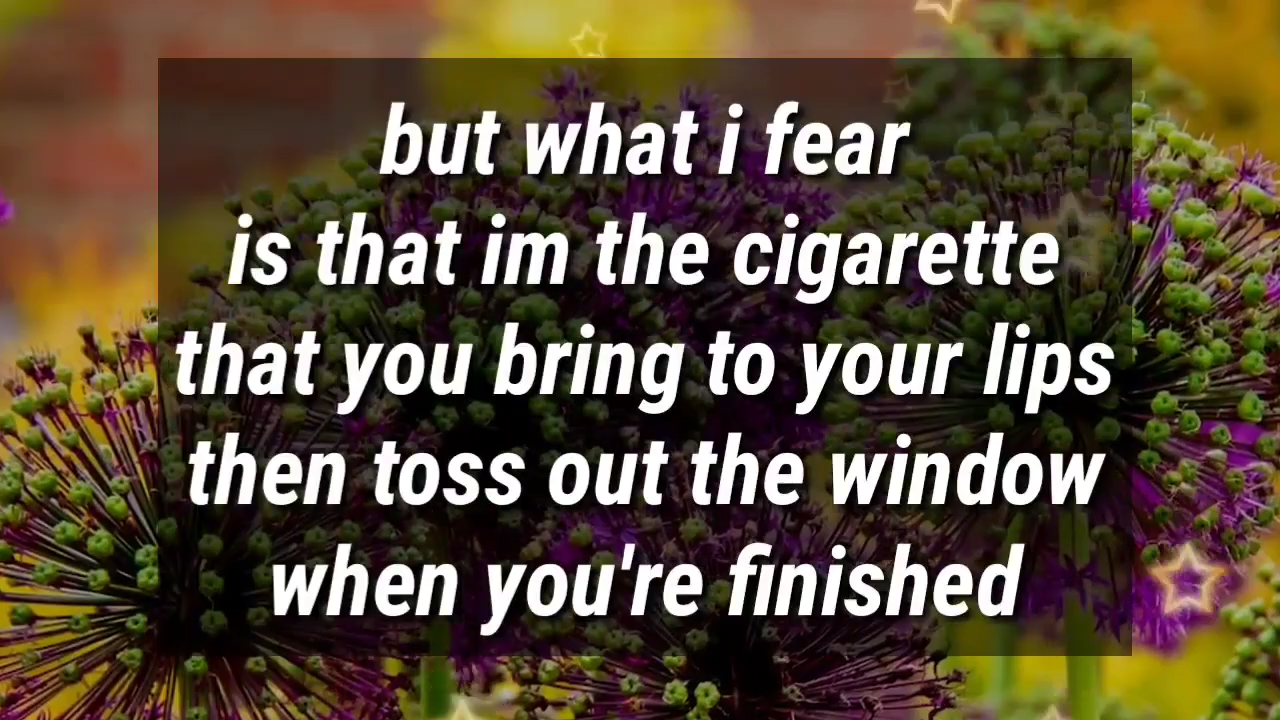 but what i fear
is that im the cigarette
that you bring to your lips
then toss out the window
when you're finished